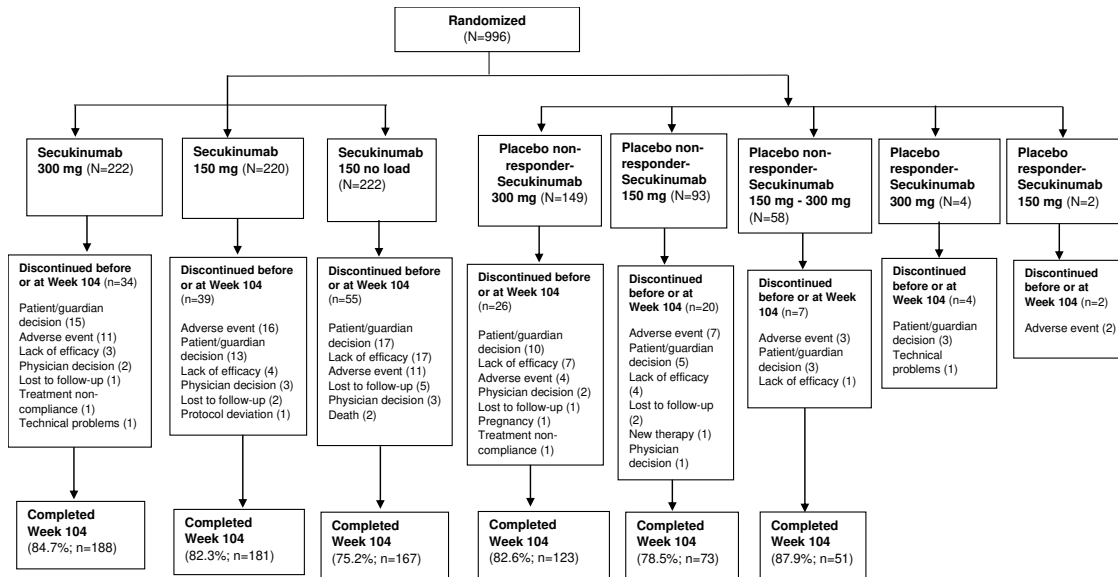 Randomized
(N=996)
Secukinumab
300 mg (N=222)
Secukinumab
150 mg (N=220)
Secukinumab
150 no load)
(N=222)
Placebo non-
responder-
Secukinumab
300 mg (N=149)
Placebo non-
responder-
Secukinumab
150 mg (N=93)
Placebo non-
responder-
Secukinumab
150 mg - 300 mg
(N=58)
Placebo
responder-
Secukinumab
300 mg (N=4)
Placebo
responder-
Secukinumab
150 mg (N=2)
Discontinued before
or at Week 104 (n=34)
Patient/guardian
decision (15)
Adverse event (11)
Lack of efficacy (3)
Physician decision (2)
Lost to follow-up (1)
Treatment non-
compliance (1)
Technical problems (1)
Discontinued before
or at Week 104
(n=39)
Adverse event (16)
Patient/guardian
decision (13)
Lack of efficacy (4)
Physician decision (3)
Lost to follow-up (2)
Protocol deviation (1)
Discontinued before
or at Week 104
(n=55)
Patient/guardian
decision (17)
Lack of efficacy (17)
Adverse event (11)
Lost to follow-up (5)
Physician decision (3)
Death (2)
Discontinued before
or at Week 104
(n=26)
Patient/guardian
decision (10)
Lack of efficacy (7)
Adverse event (4)
Physician decision (2)
Lost to follow-up (1)
Pregnancy (1)
Treatment non-
compliance (1)
Discontinued
before or at
Week 104 (n=20)
Adverse event (7)
Patient/guardian
decision (5)
Lack of efficacy
(4)
Lost to follow-up
(2)
New therapy (1)
Physician
decision (1)
Discontinued
before or at Week
104 (n=7)
Adverse event (3)
Patient/guardian
decision (3)
Lack of efficacy (1)
Discontinued
before or at
Week 104 (n=4)
Patient/guardian
decision (3)
Technical
problems (1)
Discontinued
before or at
Week 104 (n=2)
Adverse event (2)
Completed
Week 104
(84.7%; n=188)
Completed
Week 104
(82.3%; n=181)
Completed
Week 104
(75.2%; n=167)
Completed
Week 104
(82.6%; n=123)
Completed
Week 104
(78.5%; n=73)
Completed
Week 104
(87.9%; n=51)